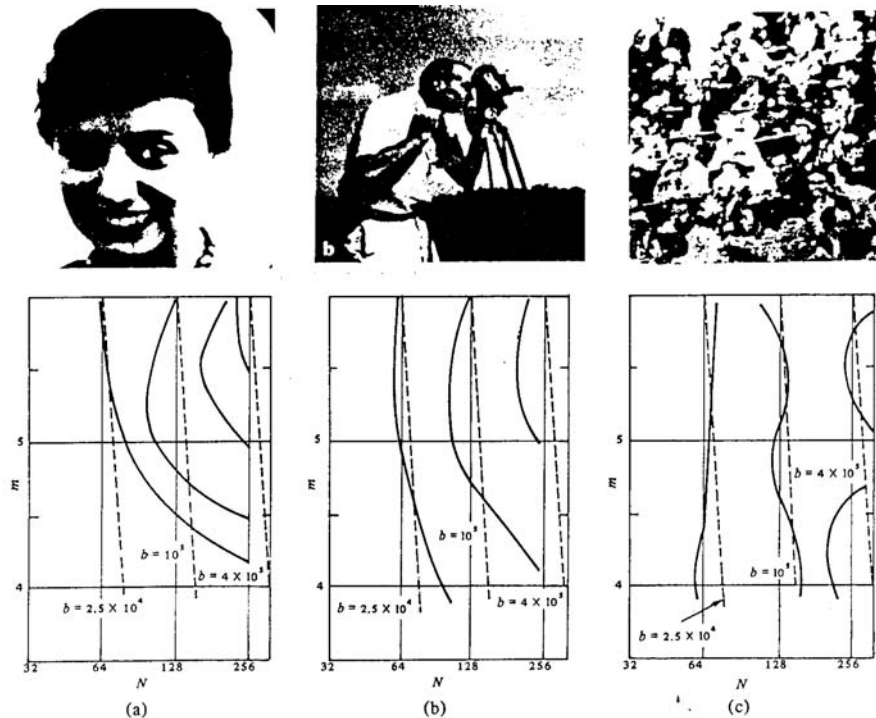 b
5
m
4
b = 10⁵
b = 4 × 10⁵
b = 2.5 × 10⁴
32 64 128 256
N
(a)
5
m
4
b = 10⁵
b = 2.5 × 10⁴
b = 4 × 10⁵
32 64 128 256
N
(b)
5
m
4
b = 4 × 10⁵
b = 10⁵
b = 2.5 × 10⁴
32 64 128 256
N
(c)